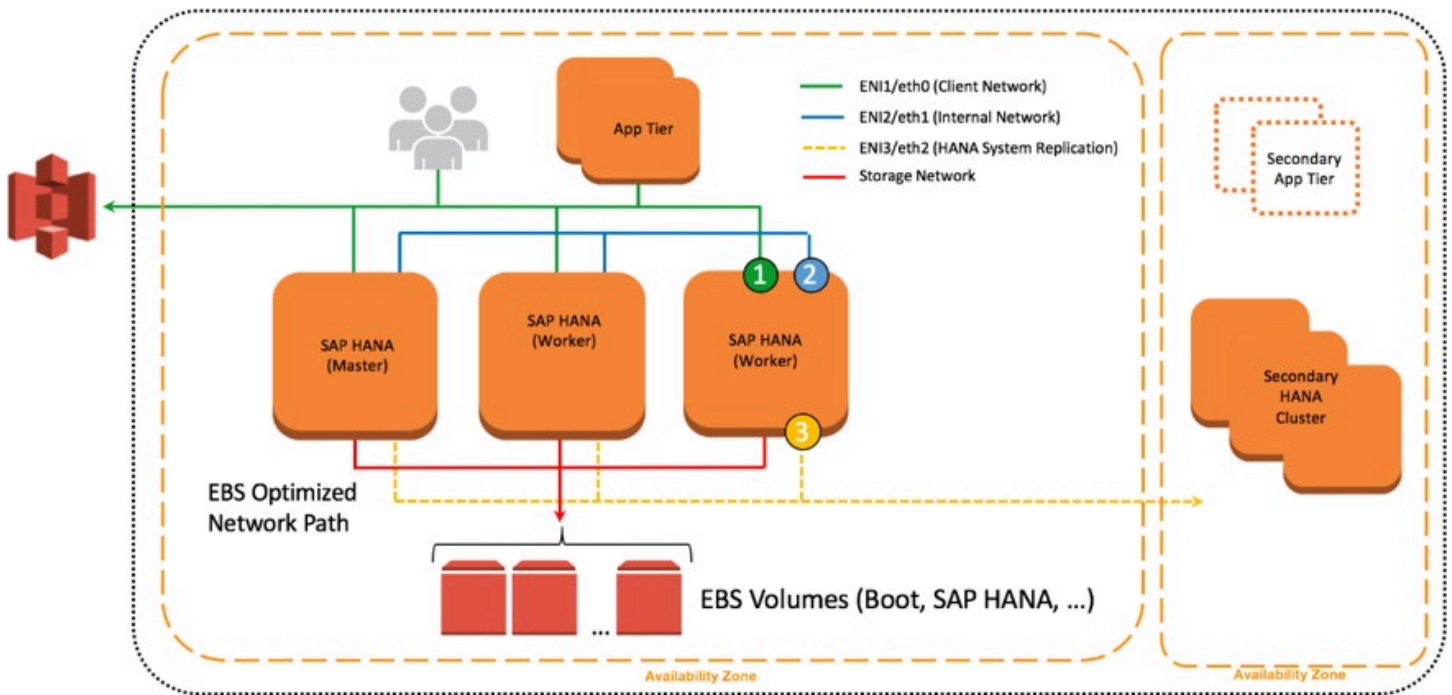 App Tier
ENI1/eth0 (Client Network)
ENI2/eth1 (Internal Network)
ENI3/eth2 (HANA System Replication)
Storage Network
Secondary
App Tier
1
2
SAP HANA
(Master)
SAP HANA
(Worker)
SAP HANA
(Worker)
3
Secondary
HANA
Cluster
EBS Optimized
Network Path
...
EBS Volumes (Boot, SAP HANA, ...)
Availability Zone
Availability Zone